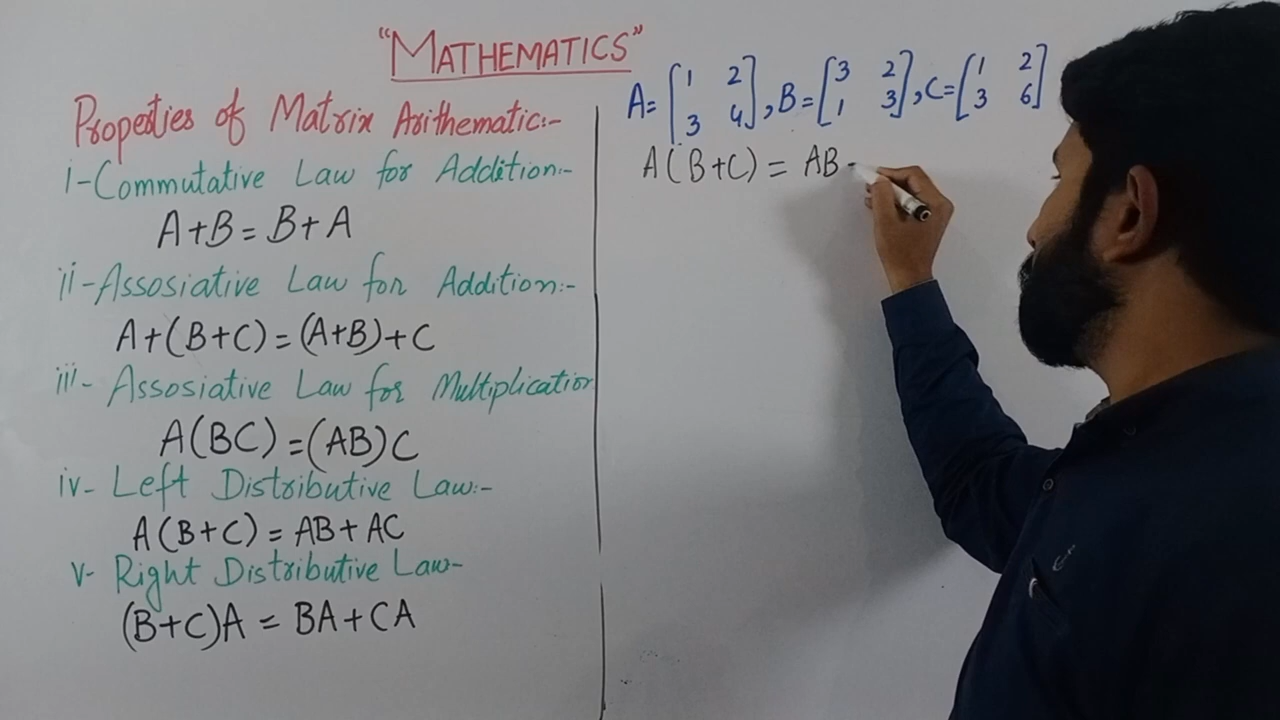 "MATHEMATICS"
Properties of Matrix Arithematic:-
i-Commutative Law for Addition:-
A+B=B+A
ii-Assosiative Law for Addition:-
A+(B+C)=(A+B)+C
iii- Assosiative Law for Multiplication
A(BC)=(AB)C
iv- Left Distributive Law:-
A(B+C)=AB+AC
v- Right Distributive Law-
(B+C)A = BA+CA
A=[1 2 3 4], B=[3 2 1 3], C=[1 2 3 6]
A(B+C) = AB -